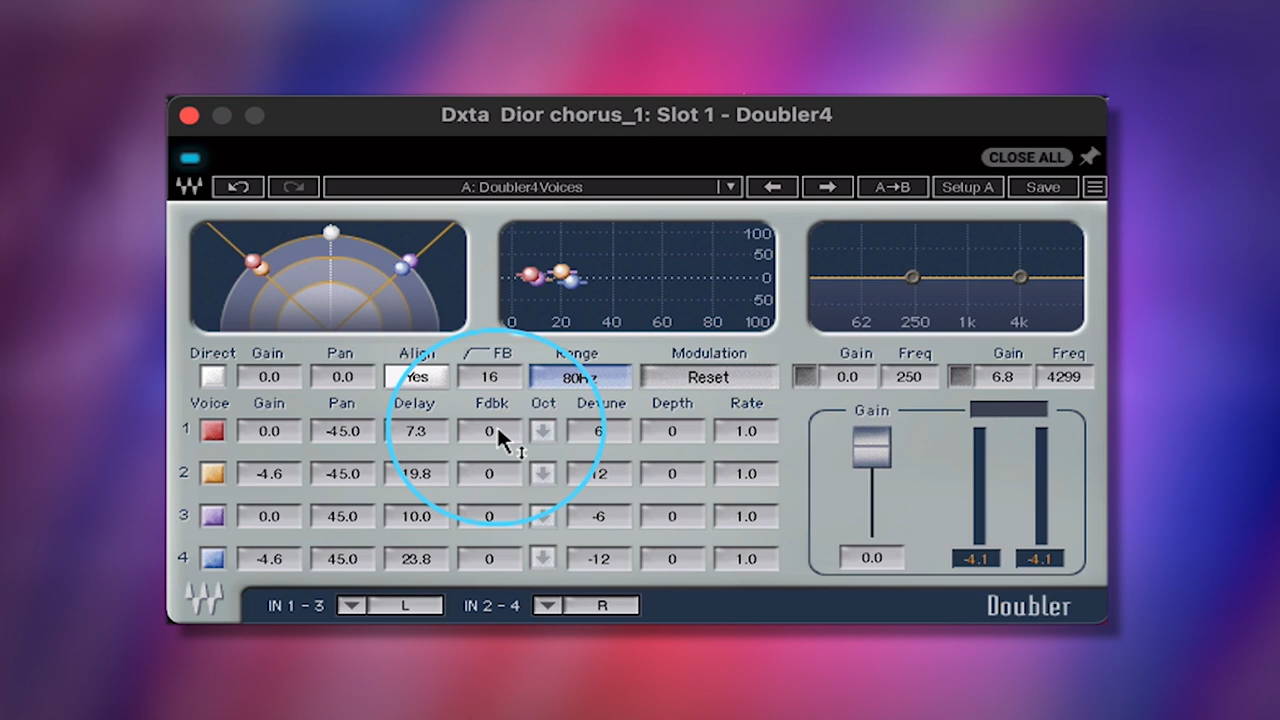 Dxta Dior chorus_1: Slot 1 - Doubler4
CLOSE ALL
A: Doubler4Voices A→B Setup A Save
100
50
0
50
100
0 20 40 60 80
62 250 1k 4k
Direct Gain Pan Align FB Range Modulation Gain Freq Gain Freq
0.0 0.0 Yes 16 80Hz Reset 0.0 250 6.8 4299
Voice Gain Pan Delay Fdbk Oct Detune Depth Rate Gain
1 0.0 -45.0 7.3 0 6 0 1.0
2 -4.6 -45.0 19.8 0 12 0 1.0
3 0.0 45.0 10.0 0 -6 0 1.0
4 -4.6 45.0 23.8 0 -12 0 1.0 0.0 -4.1 -4.1
IN 1 - 3 L IN 2 - 4 R Doubler